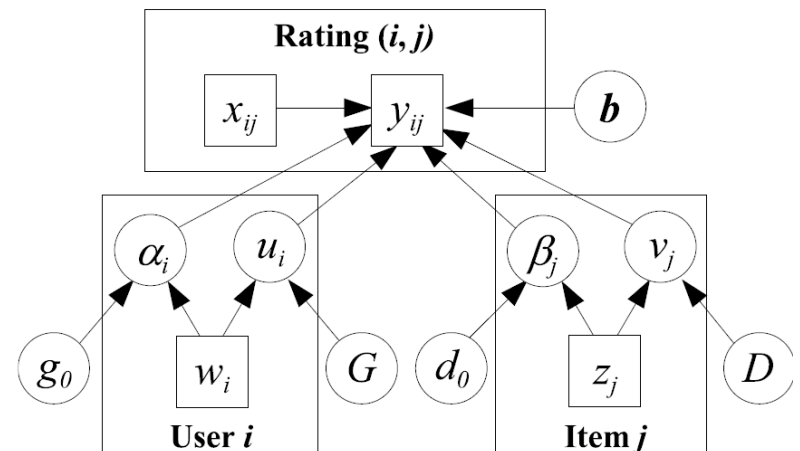 Rating (i, j)
x_ij y_ij b
α_i u_i β_j v_j
g_0 w_i G d_0 z_j D
User i Item j